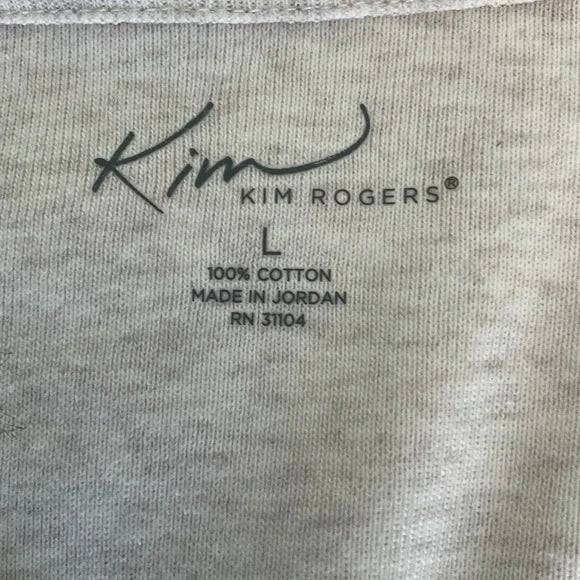 Kim
KIM ROGERS®
L
100% COTTON
MADE IN JORDAN
RN 31104